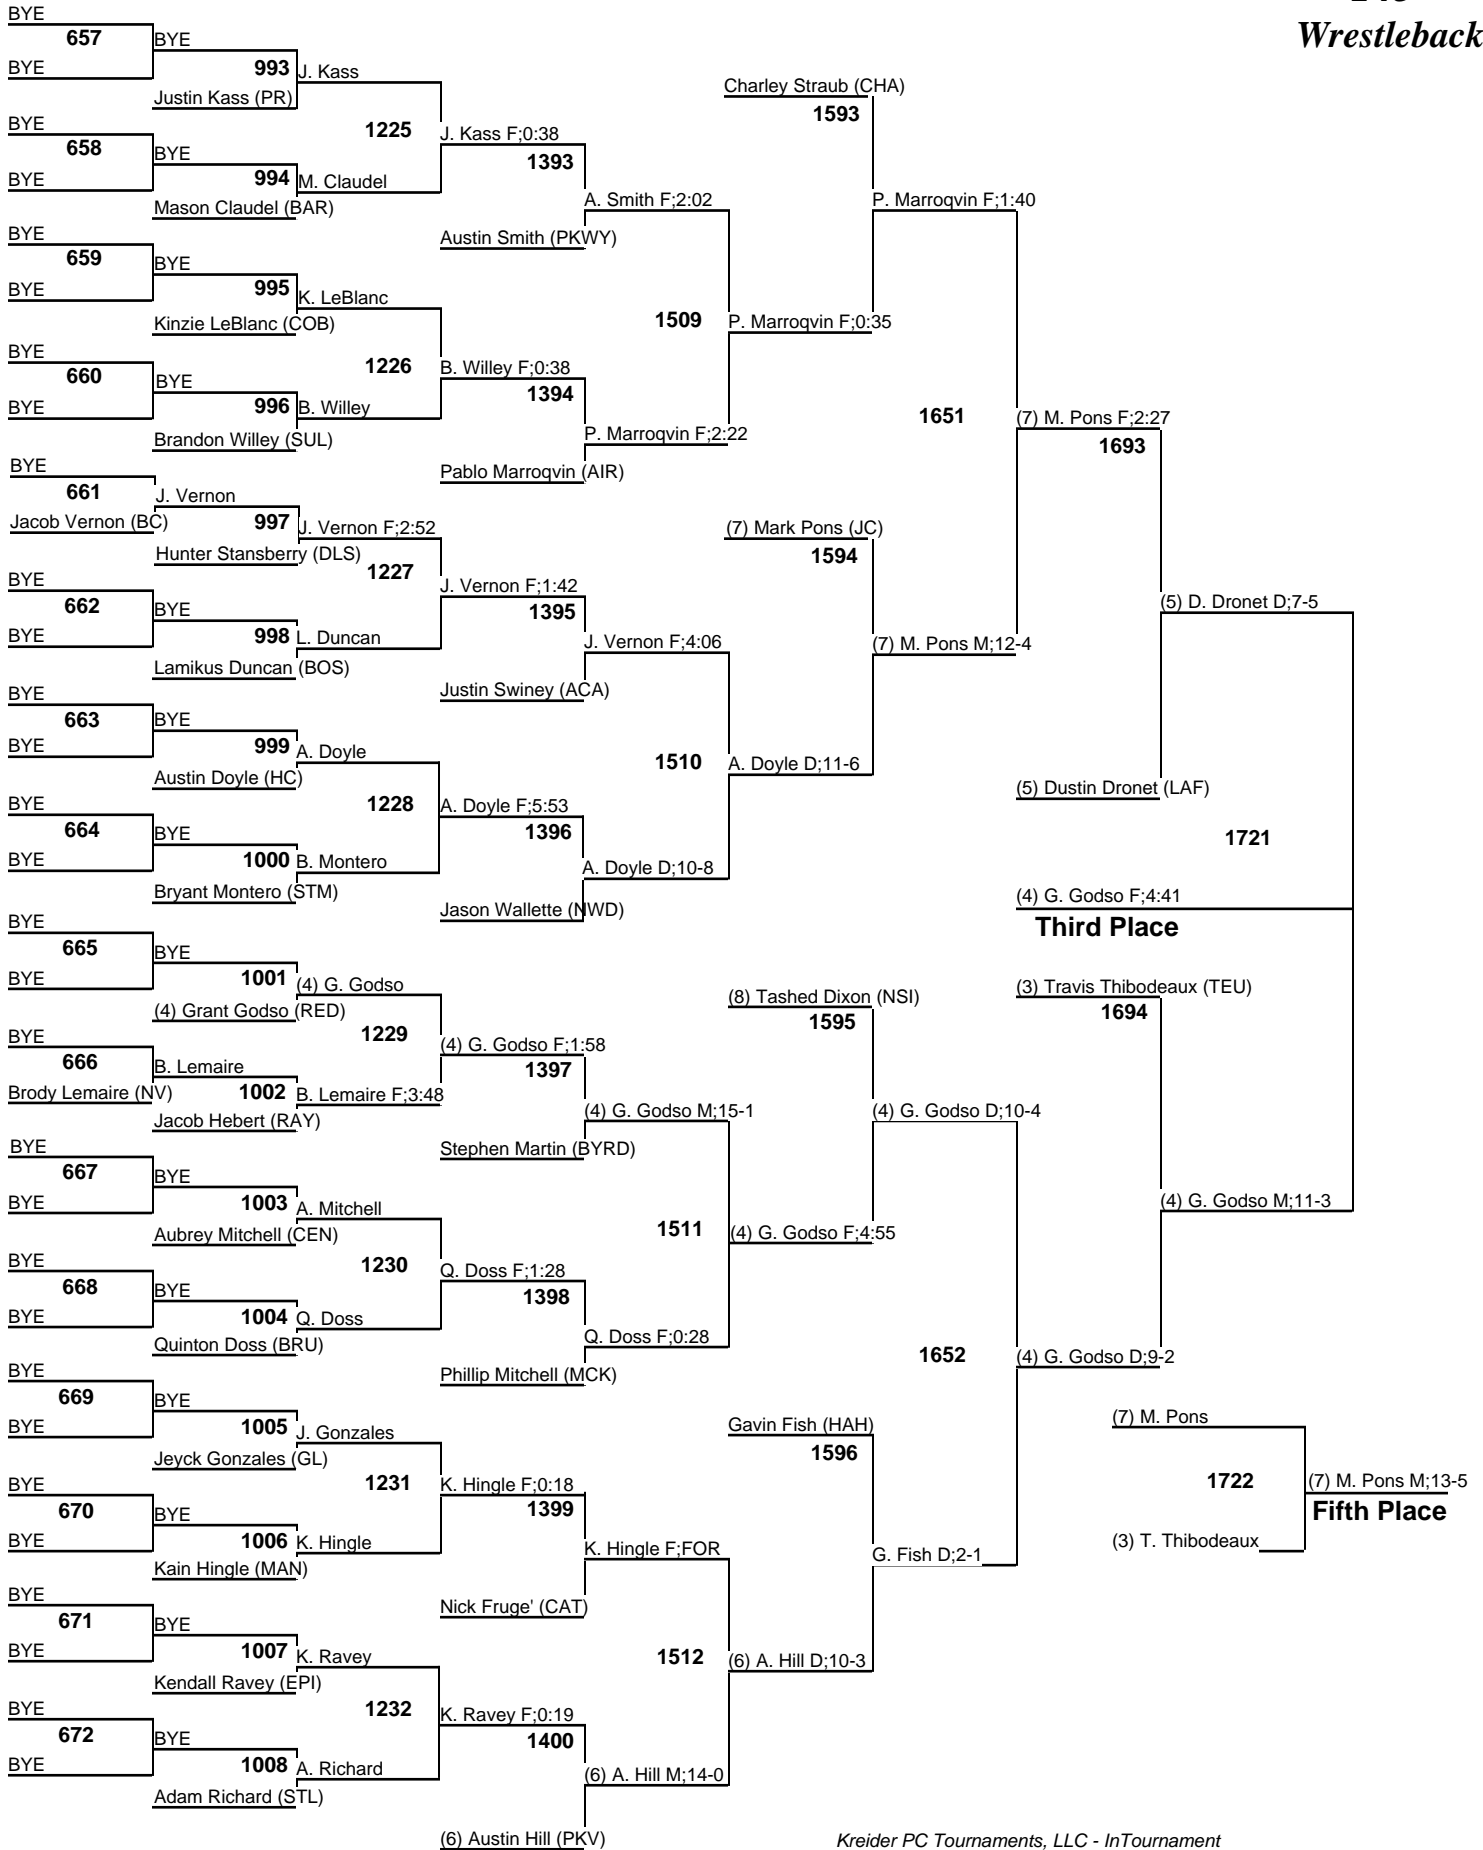 Wrestleback
BYE
657
BYE
BYE
993
J. Kass
Justin Kass (PR)
1225
BYE
658
BYE
BYE
994
M. Claudel
Mason Claudel (BAR)
J. Kass F;0:38
1393
A. Smith F;2:02
Austin Smith (PKWY)
BYE
659
BYE
BYE
995
K. LeBlanc
Kinzie LeBlanc (COB)
1226
BYE
660
BYE
BYE
996
B. Willey
Brandon Willey (SUL)
B. Willey F;0:38
1394
P. Marroqvin F;2:22
Pablo Marroqvin (AIR)
1509
P. Marroqvin F;0:35
Charley Straub (CHA)
1593
P. Marroqvin F;1:40
BYE
661
Jacob Vernon (BC)
J. Vernon
997
J. Vernon F;2:52
Hunter Stansberry (DLS)
1227
BYE
662
BYE
BYE
998
L. Duncan
Lamikus Duncan (BOS)
J. Vernon F;1:42
1395
J. Vernon F;4:06
Justin Swiney (ACA)
BYE
663
BYE
BYE
999
A. Doyle
Austin Doyle (HC)
1228
BYE
664
BYE
BYE
1000
B. Montero
Bryant Montero (STM)
A. Doyle F;5:53
1396
A. Doyle D;10-8
Jason Wallette (NWD)
1510
A. Doyle D;11-6
(7) Mark Pons (JC)
1594
(7) M. Pons M;12-4
1651
(7) M. Pons F;2:27
1693
(5) D. Dronet D;7-5
(5) Dustin Dronet (LAF)
1721
(4) G. Godso F;4:41
Third Place
BYE
665
BYE
BYE
1001
(4) G. Godso
(4) Grant Godso (RED)
1229
BYE
666
Brody Lemaire (NV)
B. Lemaire
1002
B. Lemaire F;3:48
Jacob Hebert (RAY)
(4) G. Godso F;1:58
1397
(4) G. Godso M;15-1
Stephen Martin (BYRD)
BYE
667
BYE
BYE
1003
A. Mitchell
Aubrey Mitchell (CEN)
1230
BYE
668
BYE
BYE
1004
Q. Doss
Quinton Doss (BRU)
Q. Doss F;1:28
1398
Q. Doss F;0:28
Phillip Mitchell (MCK)
1511
(4) G. Godso F;4:55
(8) Tashed Dixon (NSI)
1595
(4) G. Godso D;10-4
(3) Travis Thibodeaux (TEU)
1694
(4) G. Godso M;11-3
BYE
669
BYE
BYE
1005
J. Gonzales
Jeyck Gonzales (GL)
1231
BYE
670
BYE
BYE
1006
K. Hingle
Kain Hingle (MAN)
K. Hingle F;0:18
1399
K. Hingle F;FOR
Nick Fruge' (CAT)
BYE
671
BYE
BYE
1007
K. Ravey
Kendall Ravey (EPI)
1232
BYE
672
BYE
BYE
1008
A. Richard
Adam Richard (STL)
K. Ravey F;0:19
1400
(6) A. Hill M;14-0
(6) Austin Hill (PKV)
1512
(6) A. Hill D;10-3
Gavin Fish (HAH)
1596
G. Fish D;2-1
1652
(4) G. Godso D;9-2
(7) M. Pons
1722
(7) M. Pons M;13-5
Fifth Place
(3) T. Thibodeaux
Kreider PC Tournaments, LLC - InTournament